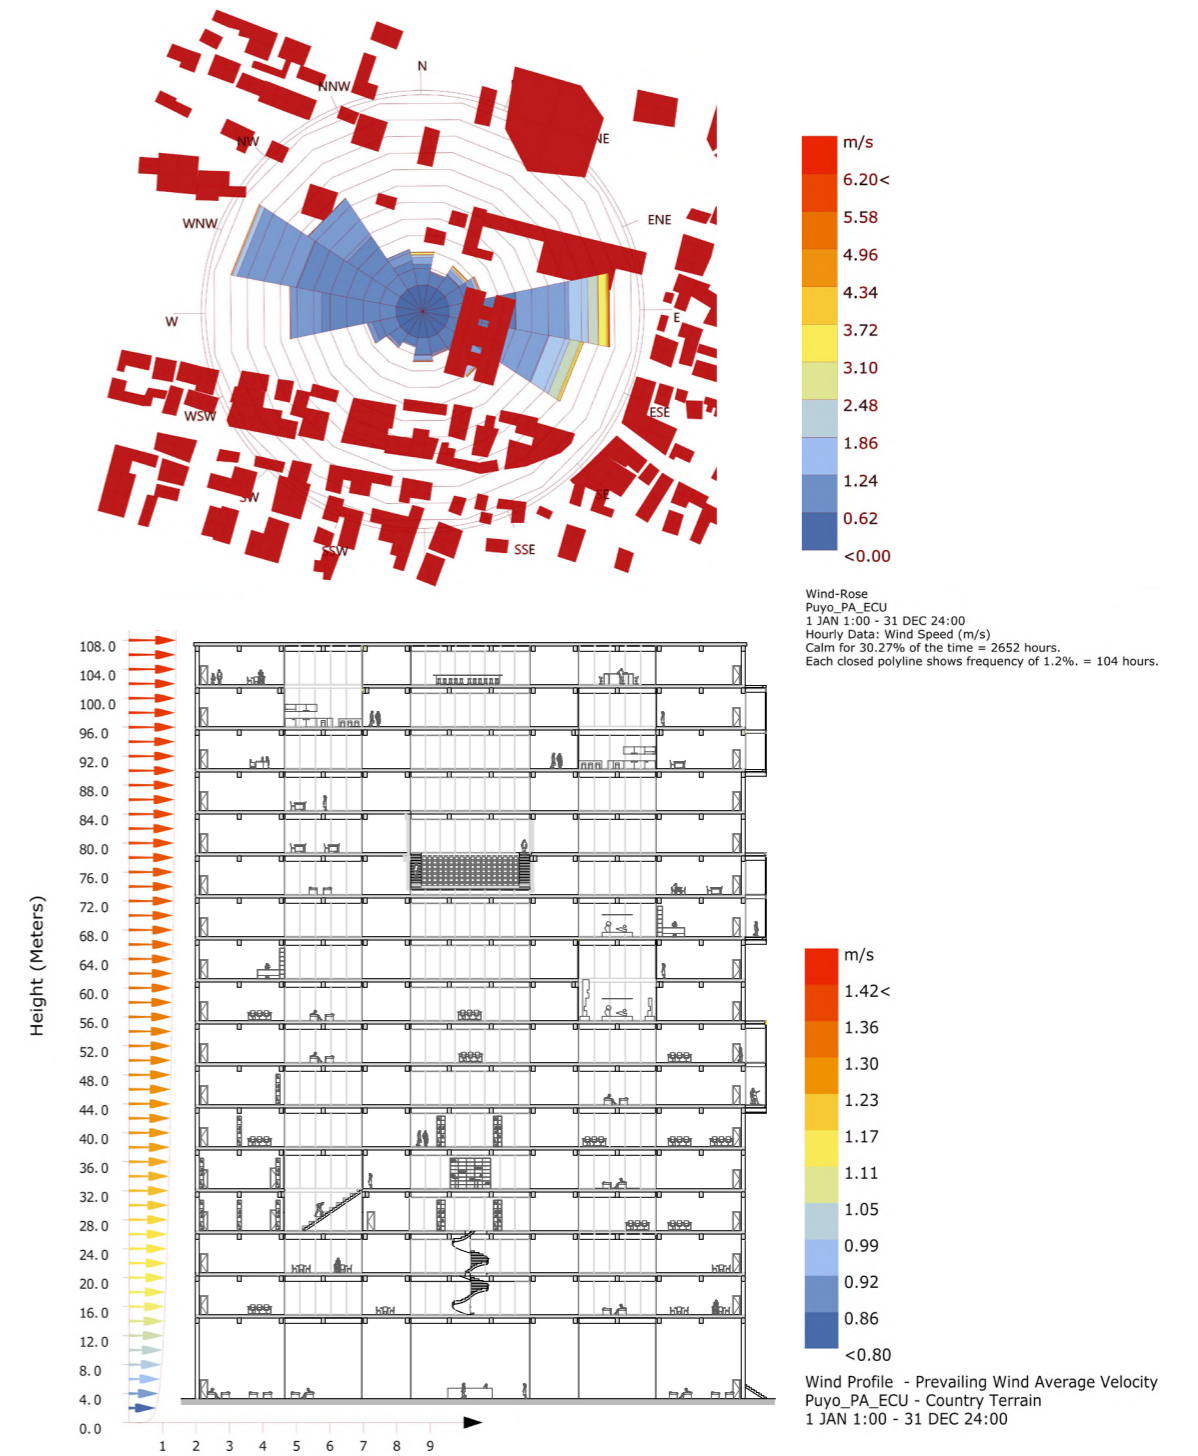 N
NNW
NE
NW
WNW
ENE
W
E
WSW
ESE
SW
SE
SSW
SSE
m/s
6.20<
5.58
4.96
4.34
3.72
3.10
2.48
1.86
1.24
0.62
<0.00
Wind-Rose
Puyo_PA_ECU
1 JAN 1:00 - 31 DEC 24:00
Hourly Data: Wind Speed (m/s)
Calm for 30.27% of the time = 2652 hours.
Each closed polyline shows frequency of 1.2%. = 104 hours.
Height (Meters)
108.0
104.0
100.0
96.0
92.0
88.0
84.0
80.0
76.0
72.0
68.0
64.0
60.0
56.0
52.0
48.0
44.0
40.0
36.0
32.0
28.0
24.0
20.0
16.0
12.0
8.0
4.0
0.0
1 2 3 4 5 6 7 8 9
m/s
1.42<
1.36
1.30
1.23
1.17
1.11
1.05
0.99
0.92
0.86
<0.80
Wind Profile - Prevailing Wind Average Velocity
Puyo_PA_ECU - Country Terrain
1 JAN 1:00 - 31 DEC 24:00